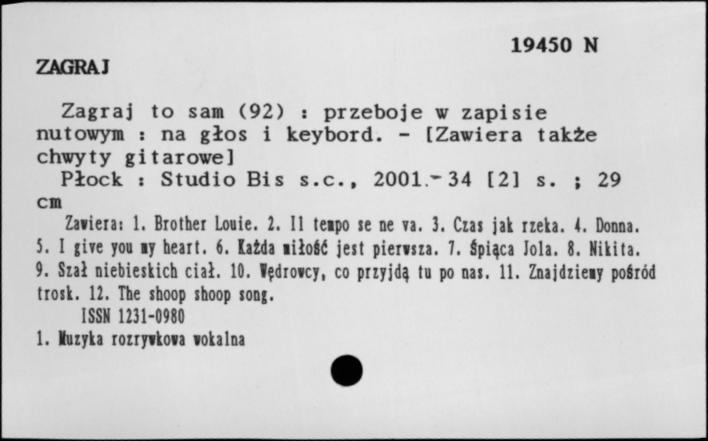 19450 N
ZAGRAJ
Zagraj to sam (92) : przeboje w zapisie
nutowym : na głos i keybord. - [Zawiera także
chwyty gitarowe]
Płock : Studio Bis s.c., 2001.- 34 [2] s. ; 29
cm
Zawiera: 1. Brother Louie. 2. Il tempo se ne va. 3. Czas jak rzeka. 4. Donna.
5. I give you my heart. 6. Każda miłość jest pierwsza. 7. Śpiąca Jola. 8. Nikita.
9. Szał niebieskich ciał. 10. Wędrowcy, co przyjdą tu po nas. 11. Znajdziemy pośród
trosk. 12. The shoop shoop song.
ISSN 1231-0980
1. Muzyka rozrywkowa wokalna